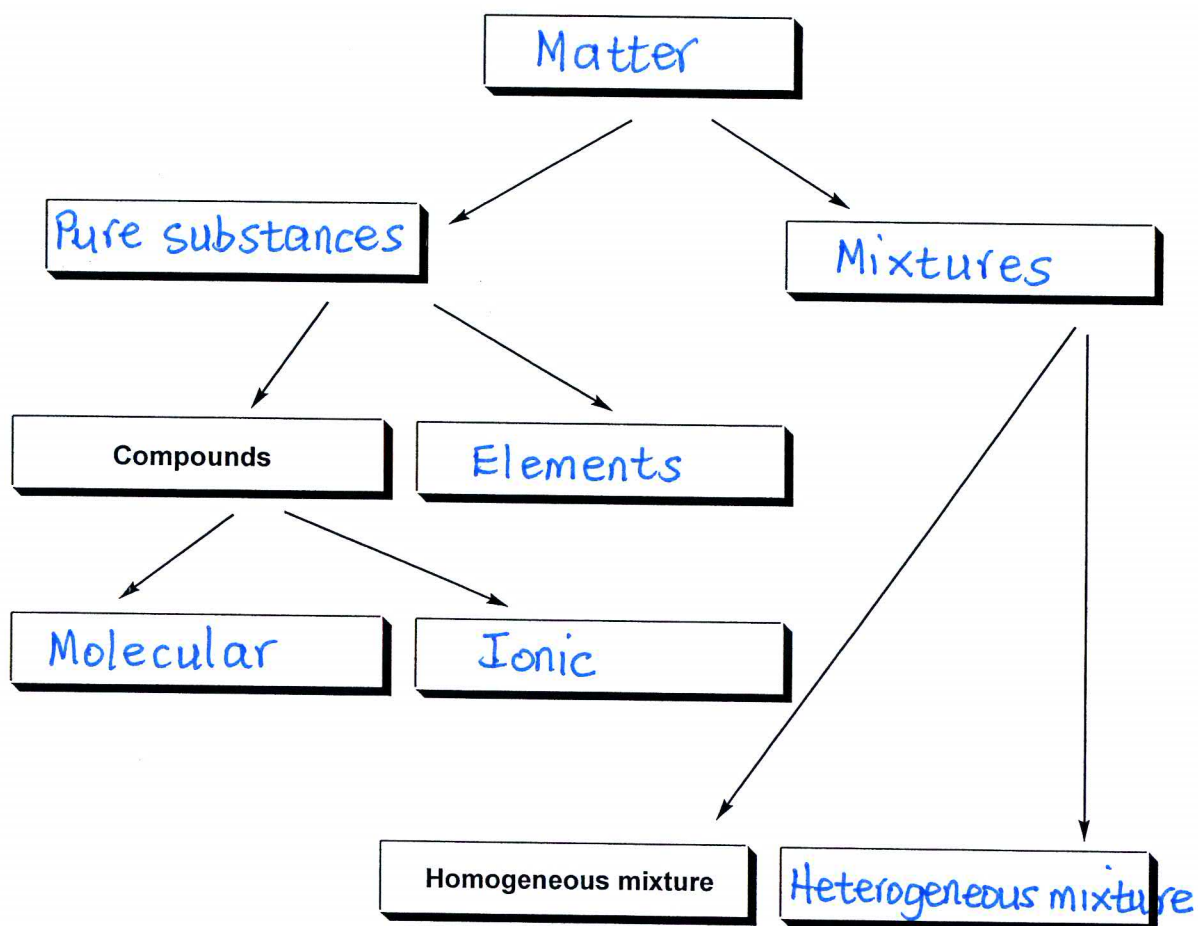 Matter
Pure substances
Mixtures
Compounds
Elements
Molecular
Ionic
Homogeneous mixture
Heterogeneous mixture